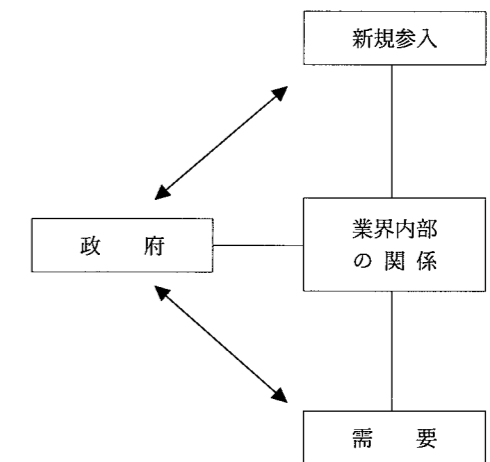 新規参入
政　府
業界内部
の関係
需　要